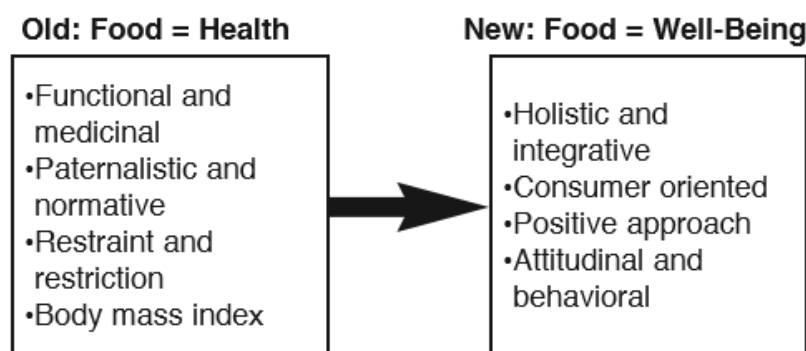 Old: Food = Health
•Functional and
medicinal
•Paternalistic and
normative
•Restraint and
restriction
•Body mass index
New: Food = Well-Being
•Holistic and
integrative
•Consumer oriented
•Positive approach
•Attitudinal and
behavioral